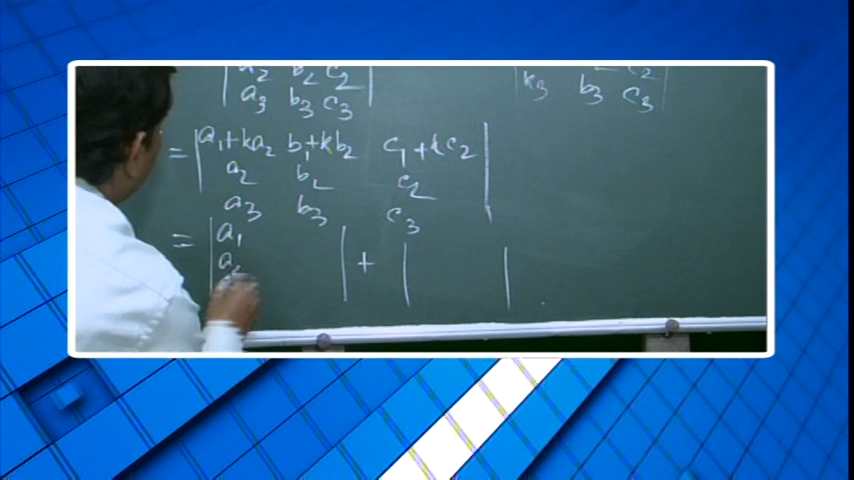 | a₂ b₂ c₂ |
| a₃ b₃ c₃ |
| c₂ |
| k₃ b₃ c₃ |
= | a₁+ka₂ b₁+kb₂ c₁+kc₂ |
a₂ b₂ c₂
a₃ b₃ c₃
= | a₁ | + | |
a₂